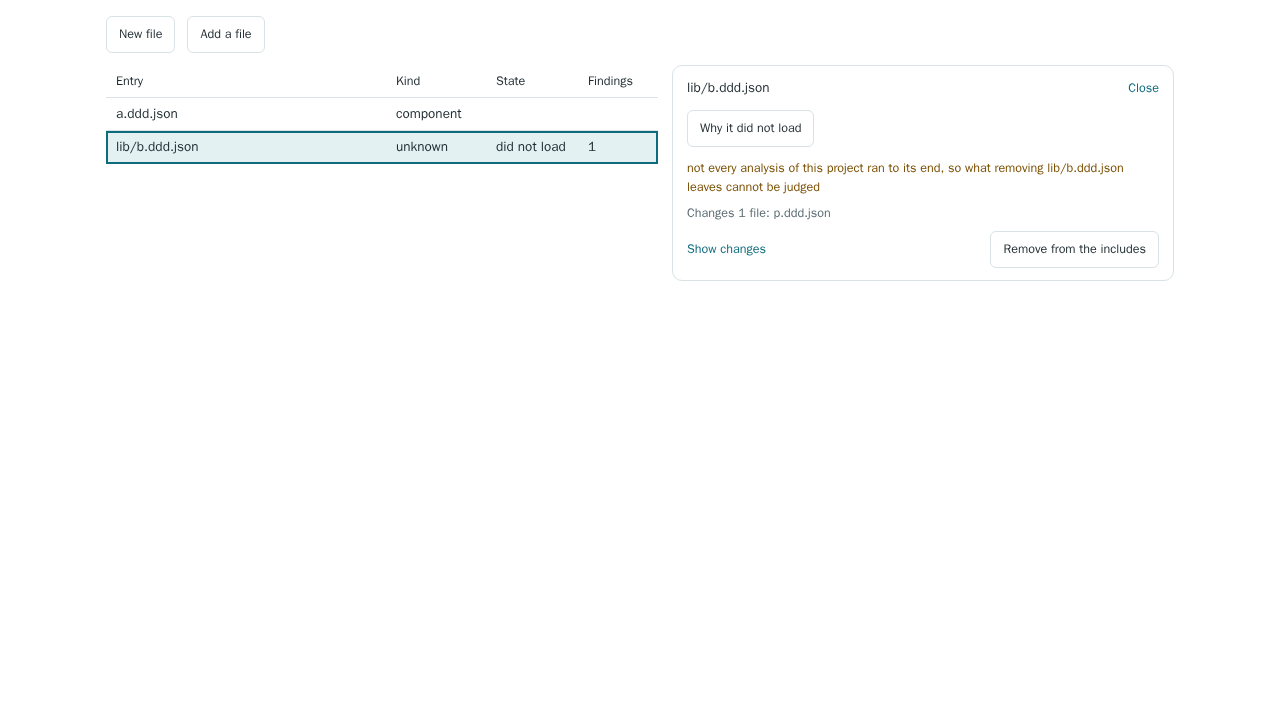 New file Add a file
Entry Kind State Findings
a.ddd.json component
lib/b.ddd.json unknown did not load 1
lib/b.ddd.json Close
Why it did not load
not every analysis of this project ran to its end, so what removing lib/b.ddd.json
leaves cannot be judged
Changes 1 file: p.ddd.json
Show changes Remove from the includes